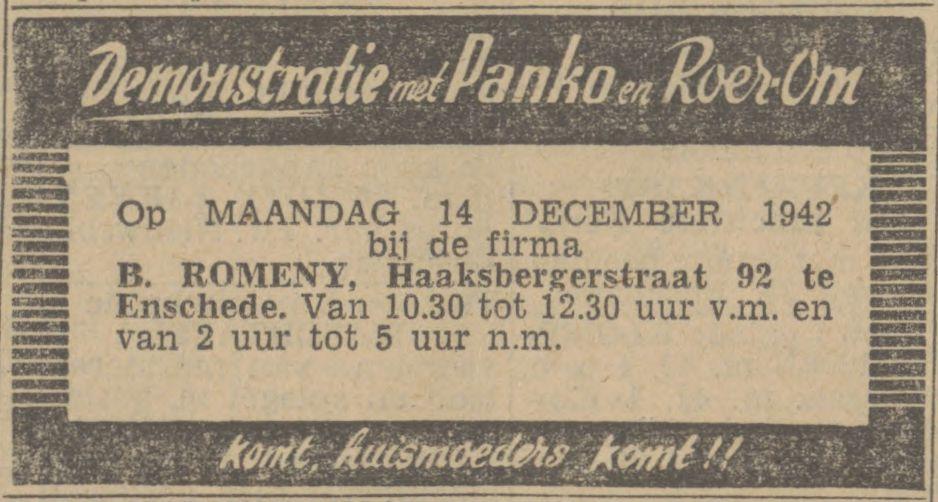 Demonstratie met Panko en Roer-Om
Op MAANDAG 14 DECEMBER 1942
bij de firma
B. ROMENY, Haaksbergerstraat 92 te
Enschede. Van 10.30 tot 12.30 uur v.m. en
van 2 uur tot 5 uur n.m.
komt, huismoeders komt!!